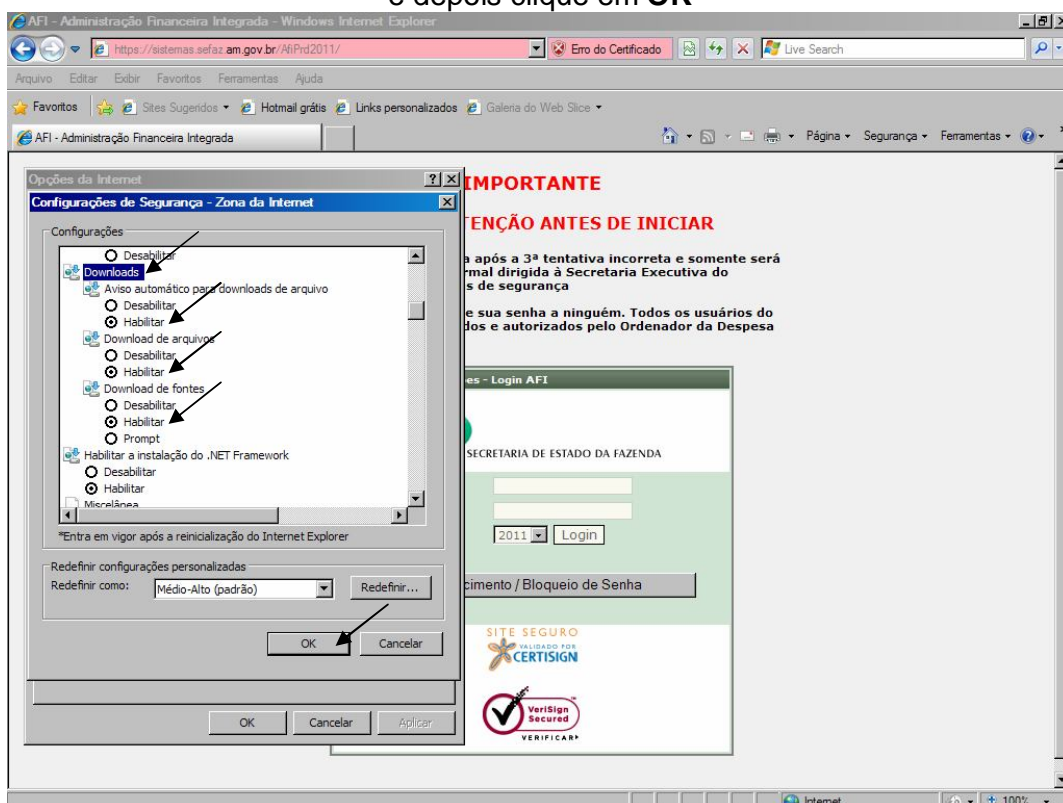 e depois clique em OK
AFI - Administração Financeira Integrada - Windows Internet Explorer
https://sistemas.sefaz.am.gov.br/AfiPrd2011/
Erro do Certificado
Live Search
Arquivo Editar Exibir Favoritos Ferramentas Ajuda
Favoritos
Sites Sugeridos
Hotmail grátis
Links personalizados
Galeria do Web Slice
AFI - Administração Financeira Integrada
Página
Segurança
Ferramentas
Opções da Internet
Configurações de Segurança - Zona da Internet
Configurações
Desabilitar
Downloads
Aviso automático para downloads de arquivo
Desabilitar
Habilitar
Download de arquivos
Desabilitar
Habilitar
Download de fontes
Desabilitar
Habilitar
Prompt
Habilitar a instalação do .NET Framework
Desabilitar
Habilitar
Miscelânea
*Entra em vigor após a reinicialização do Internet Explorer
Redefinir configurações personalizadas
Redefinir como:
Médio-Alto (padrão)
Redefinir...
OK
Cancelar
OK
Cancelar
Aplicar
IMPORTANTE
TENÇÃO ANTES DE INICIAR
a após a 3ª tentativa incorreta e somente será
rmal dirigida à Secretaria Executiva do
s de segurança
e sua senha a ninguém. Todos os usuários do
dos e autorizados pelo Ordenador da Despesa
es - Login AFI
SECRETARIA DE ESTADO DA FAZENDA
2011
Login
cimento / Bloqueio de Senha
SITE SEGURO
VALIDADO POR
CERTISIGN
VeriSign
Secured
VERIFICAR
Internet
100%